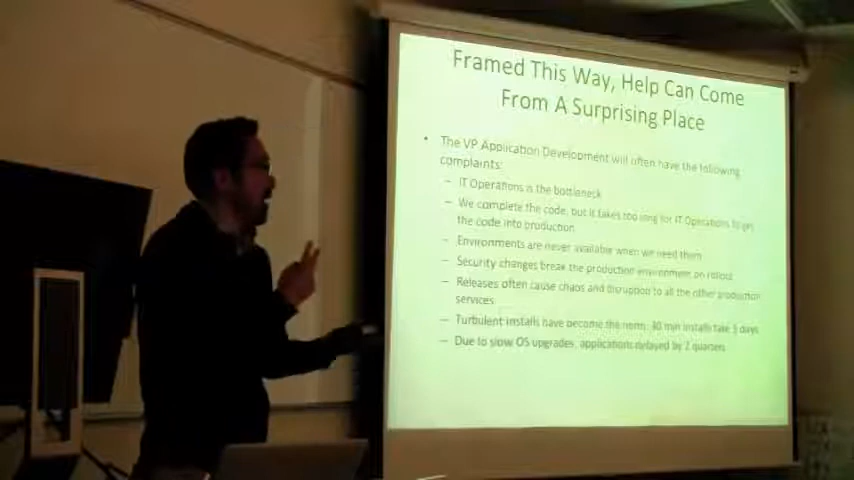 Framed This Way, Help Can Come
From A Surprising Place
• The VP Application Development will often have the following
complaints:
– IT Operations is the bottleneck
– We complete the code, but it takes too long for IT Operations to get
the code into production
– Environments are never available when we need them
– Security changes break the production environment on rollout
– Releases often cause chaos and disruption to all the other production
services
– Turbulent installs have become the norm: 30 min installs take 3 days
– Due to slow OS upgrades, applications delayed by 2 quarters